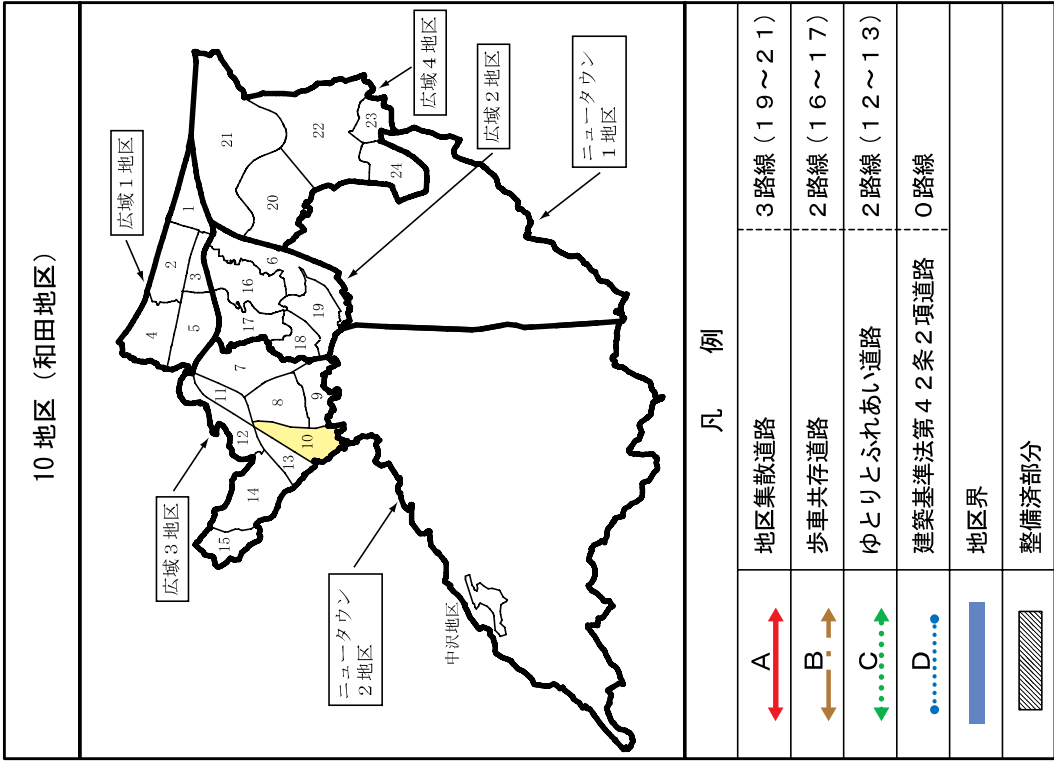 10地区（和田地区）
広域1地区
広域4地区
広域2地区
広域3地区
ニュータウン
1地区
ニュータウン
2地区
中沢地区
1
2
3
4
5
6
7
8
9
10
11
12
13
14
15
16
17
18
19
20
21
22
23
24
凡　例
A 地区集散道路 3路線（19～21）
B 歩車共存道路 2路線（16～17）
C ゆとりとふれあい道路 2路線（12～13）
D 建築基準法第42条2項道路 0路線
地区界
整備済部分